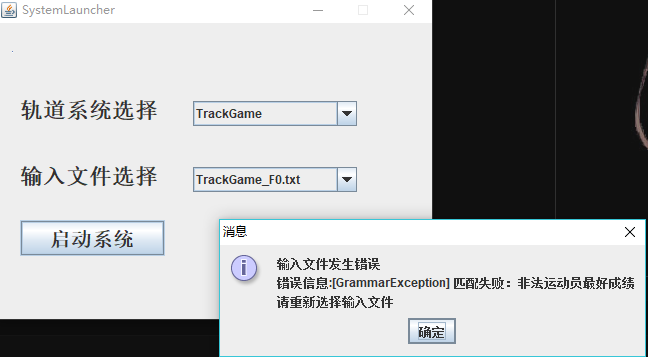 SystemLauncher
轨道系统选择
TrackGame
输入文件选择
TrackGame_F0.txt
启动系统
消息
输入文件发生错误
错误信息:[GrammarException] 匹配失败：非法运动员最好成绩
请重新选择输入文件
确定